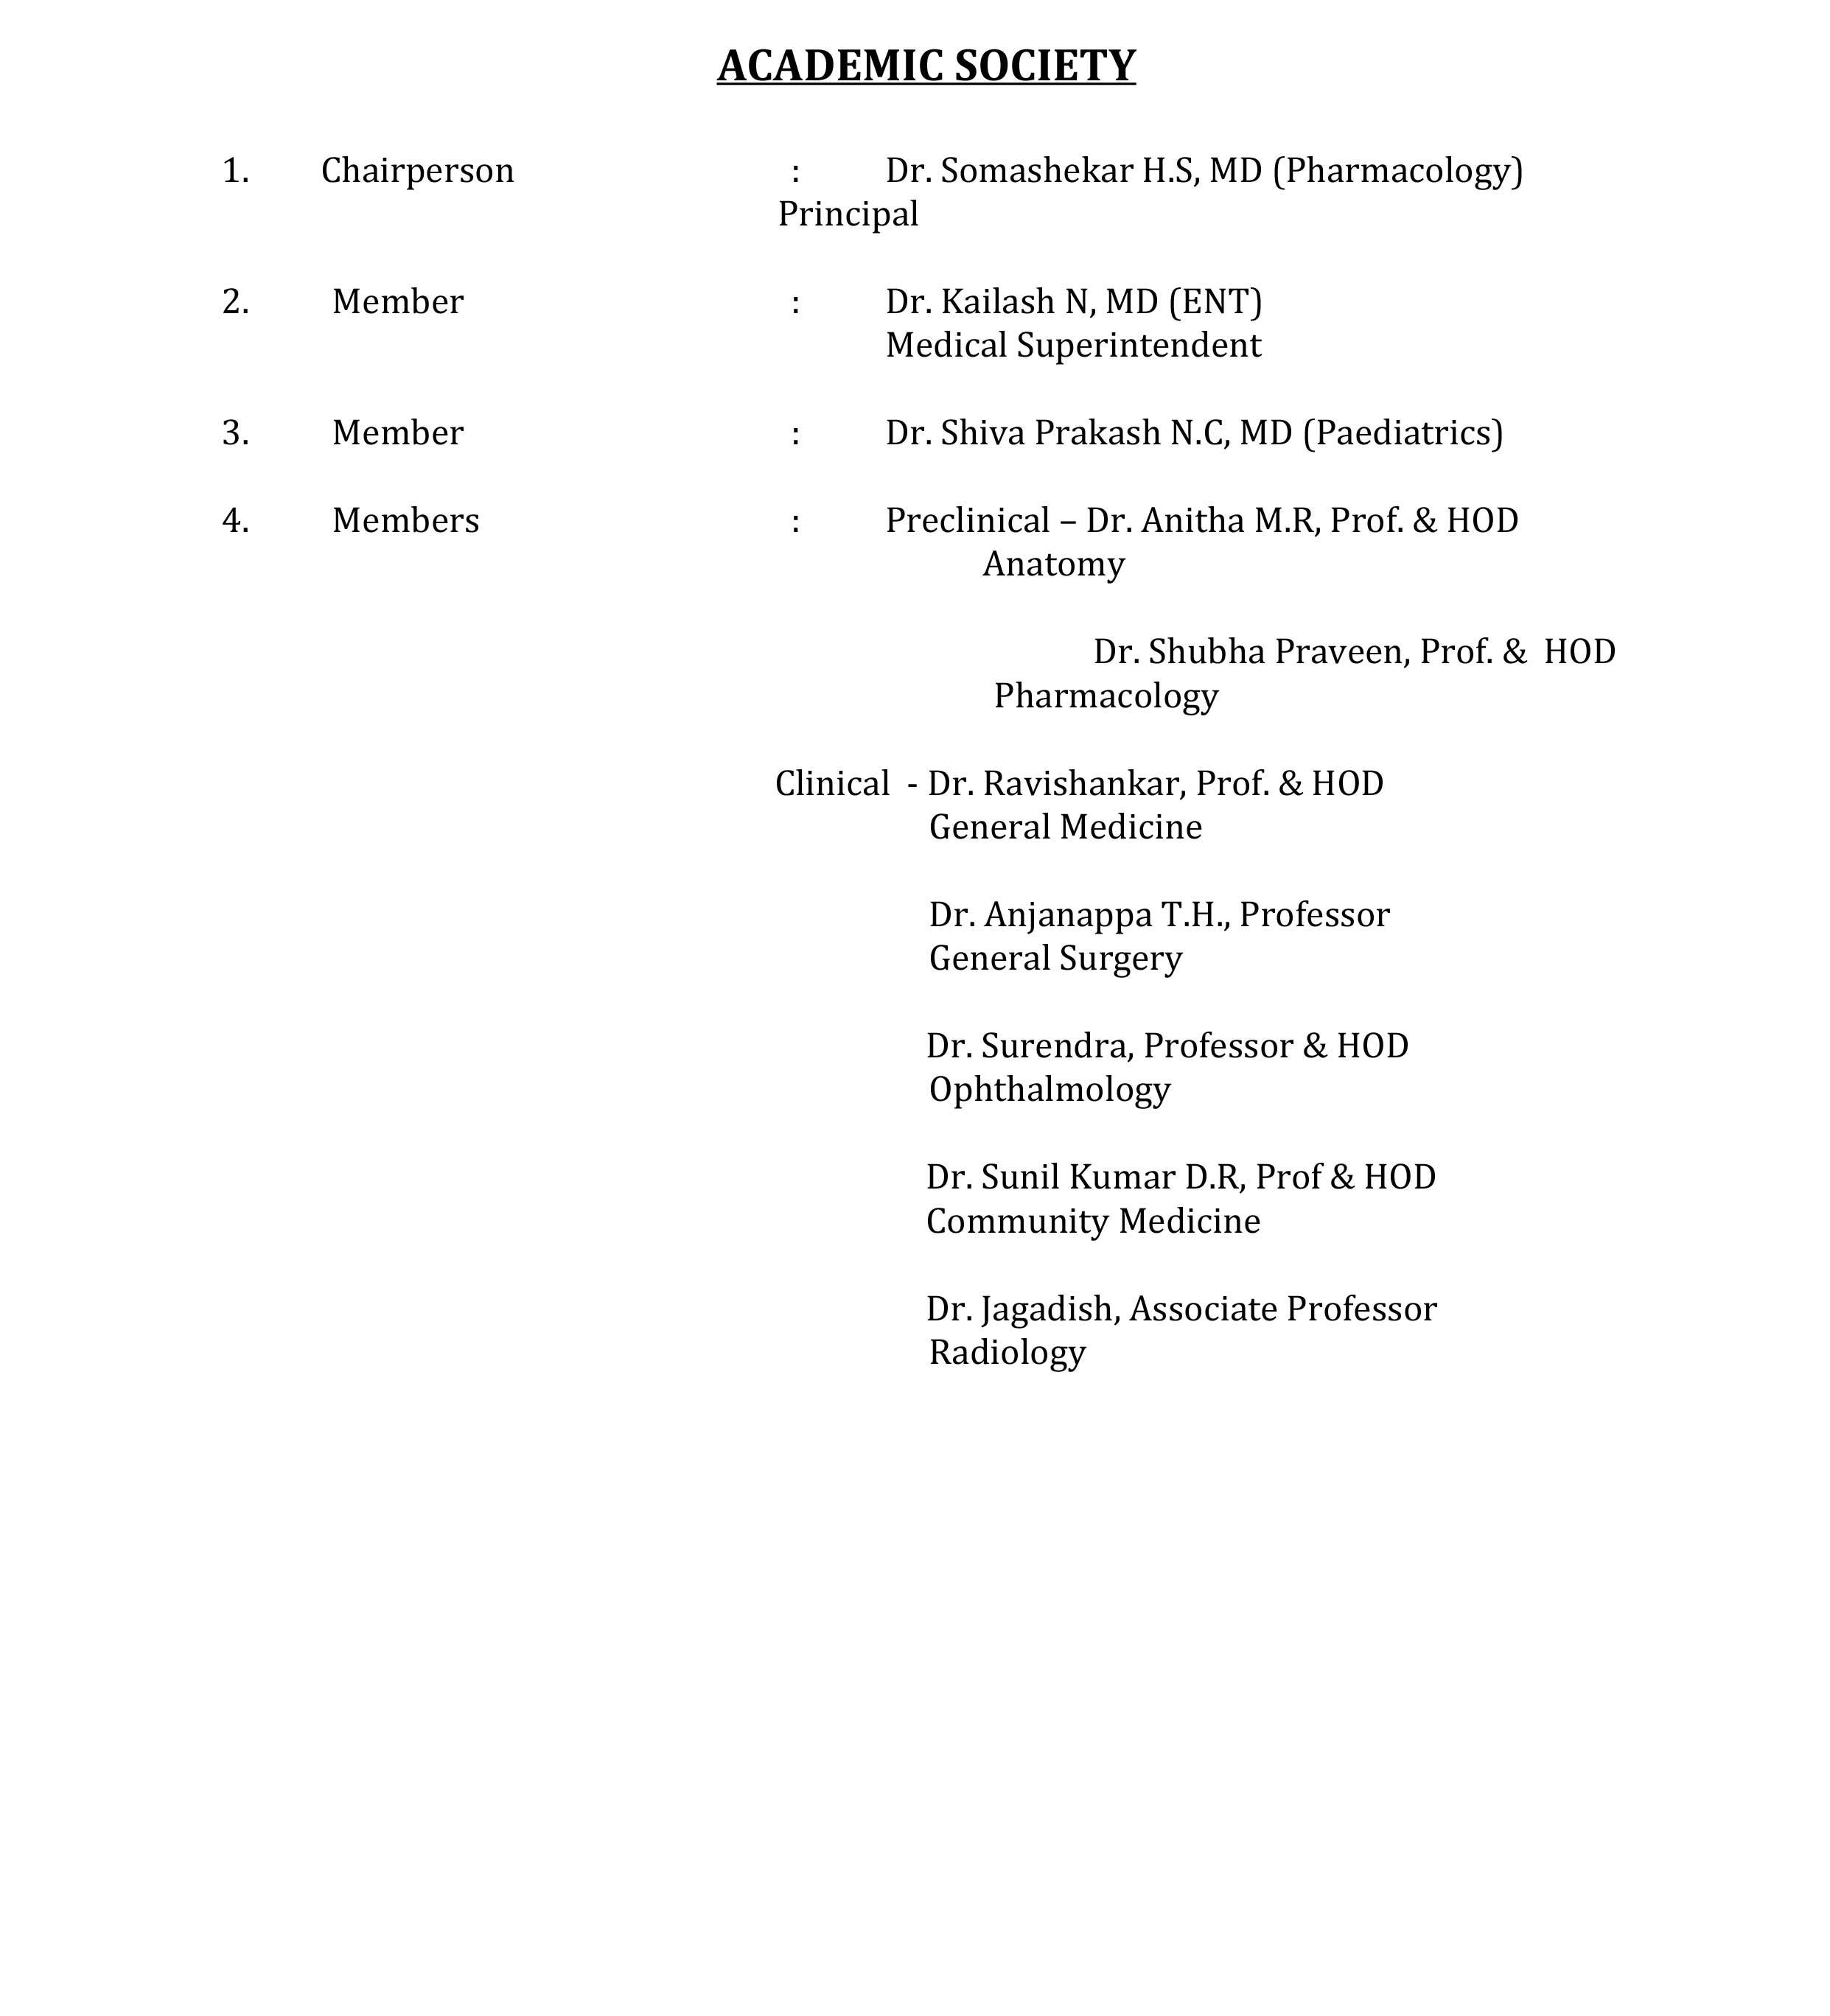 ACADEMIC SOCIETY
1. Chairperson : Dr. Somashekar H.S, MD (Pharmacology)
Principal
2. Member : Dr. Kailash N, MD (ENT)
Medical Superintendent
3. Member : Dr. Shiva Prakash N.C, MD (Paediatrics)
4. Members : Preclinical – Dr. Anitha M.R, Prof. & HOD
Anatomy
Dr. Shubha Praveen, Prof. & HOD
Pharmacology
Clinical - Dr. Ravishankar, Prof. & HOD
General Medicine
Dr. Anjanappa T.H., Professor
General Surgery
Dr. Surendra, Professor & HOD
Ophthalmology
Dr. Sunil Kumar D.R, Prof & HOD
Community Medicine
Dr. Jagadish, Associate Professor
Radiology